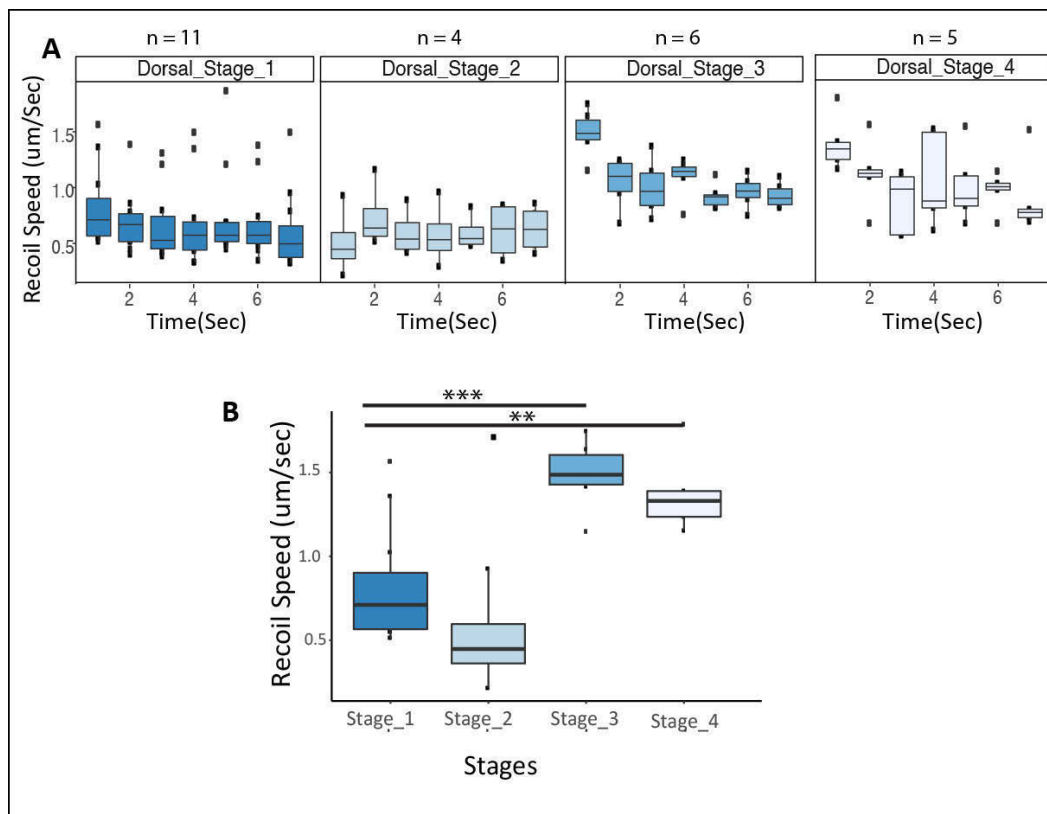 A
n = 11
n = 4
n = 6
n = 5
Dorsal_Stage_1
Dorsal_Stage_2
Dorsal_Stage_3
Dorsal_Stage_4
Recoil Speed (um/Sec)
1.5
1.0
0.5
2 4 6
2 4 6
2 4 6
2 4 6
Time(Sec)
Time(Sec)
Time(Sec)
Time(Sec)
B
***
**
Recoil Speed (um/sec)
1.5
1.0
0.5
Stage_1
Stage_2
Stage_3
Stage_4
Stages